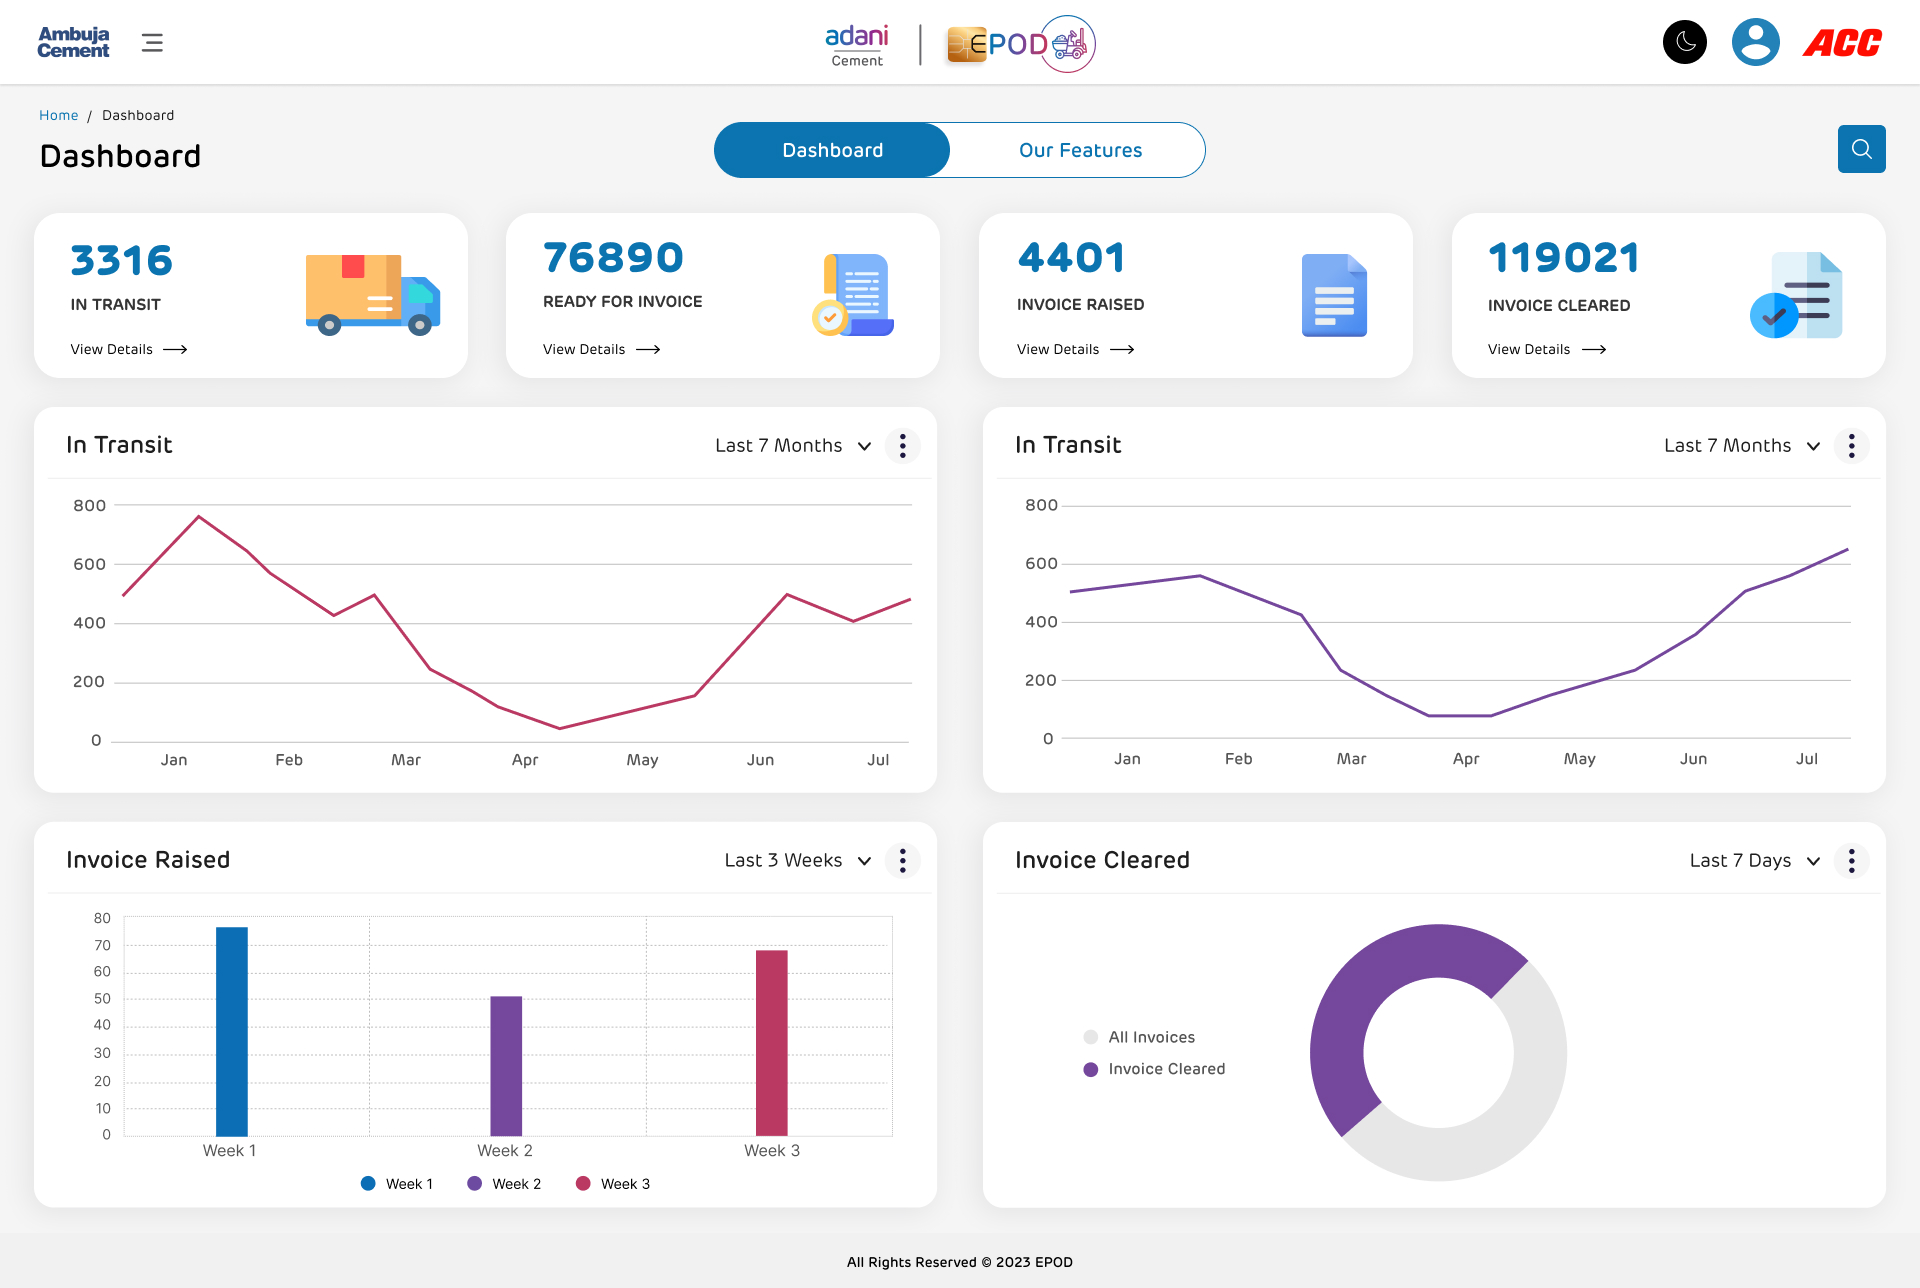 Ambuja
Cement
adani
Cement
EPOD
ACC
Home / Dashboard
Dashboard
Dashboard
Our Features
3316
IN TRANSIT
View Details
76890
READY FOR INVOICE
View Details
4401
INVOICE RAISED
View Details
119021
INVOICE CLEARED
View Details
In Transit
Last 7 Months
800
600
400
200
0
Jan Feb Mar Apr May Jun Jul
In Transit
Last 7 Months
800
600
400
200
0
Jan Feb Mar Apr May Jun Jul
Invoice Raised
Last 3 Weeks
80
70
60
50
40
30
20
10
0
Week 1 Week 2 Week 3
Week 1 Week 2 Week 3
Invoice Cleared
Last 7 Days
All Invoices
Invoice Cleared
All Rights Reserved © 2023 EPOD